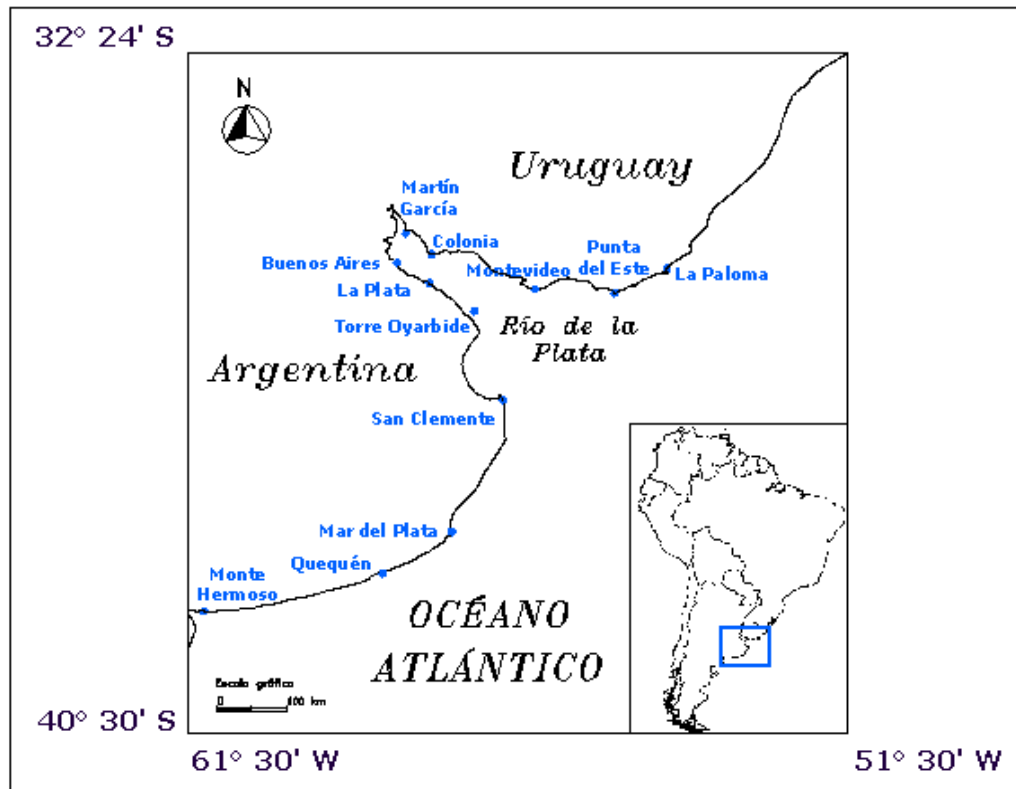 32° 24' S
N
Uruguay
Martín
García
Colonia
Buenos Aires
Montevideo
Punta
del Este
La Paloma
La Plata
Torre Oyarbide
Río de la
Plata
Argentina
San Clemente
Mar del Plata
Quequén
Monte
Hermoso
OCÉANO
ATLÁNTICO
Escala gráfica
0 100 km
40° 30' S
61° 30' W
51° 30' W